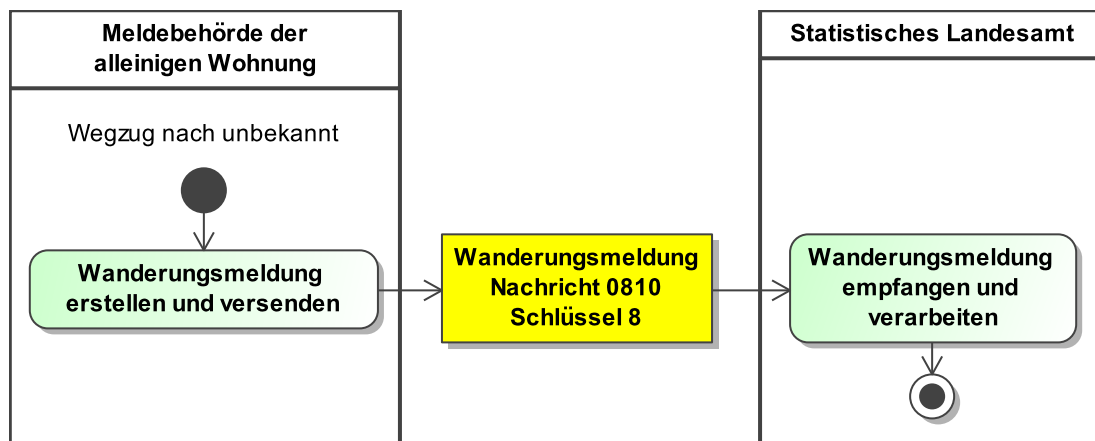 Meldebehörde der
alleinigen Wohnung
Statistisches Landesamt
Wegzug nach unbekannt
Wanderungsmeldung
erstellen und versenden
Wanderungsmeldung
Nachricht 0810
Schlüssel 8
Wanderungsmeldung
empfangen und
verarbeiten